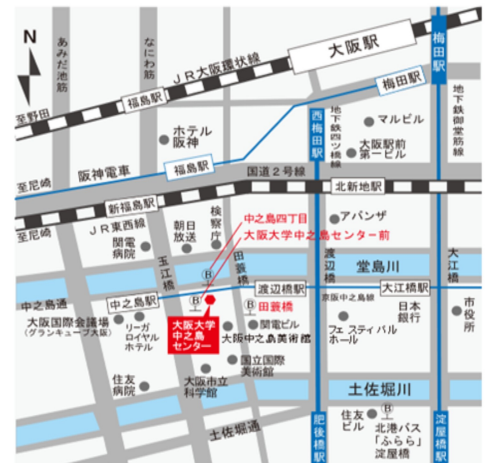 N
あみだ池筋
なにわ筋
大阪駅
梅田駅
JR大阪環状線
福島駅
至野田
梅田駅
地下鉄御堂筋線
西梅田駅
地下鉄四ツ橋線
マルビル
大阪駅前
第一ビル
ホテル
阪神
福島駅
阪神電車
国道2号線
至尼崎
北新地駅
新福島駅
至尼崎
JR東西線
関電
病院
玉江橋
朝日
放送
検察庁
田蓑橋
中之島四丁目
大阪大学中之島センター前
アバンザ
渡辺橋
堂島川
大江橋
中之島通
中之島駅
渡辺橋駅
大江橋駅
京阪中之島線
B
B
B
田蓑橋
大阪国際会議場
(グランキューブ大阪)
リーガ
ロイヤル
ホテル
大阪大学
中之島
センター
関電ビル
大阪中之島美術館
フェスティバル
ホール
日本
銀行
市役所
国立国際
美術館
大阪市立
科学館
住友
病院
土佐堀川
土佐堀通
肥後橋駅
住友
ビル
B
北港バス
「ふらら」
淀屋橋
淀屋橋駅